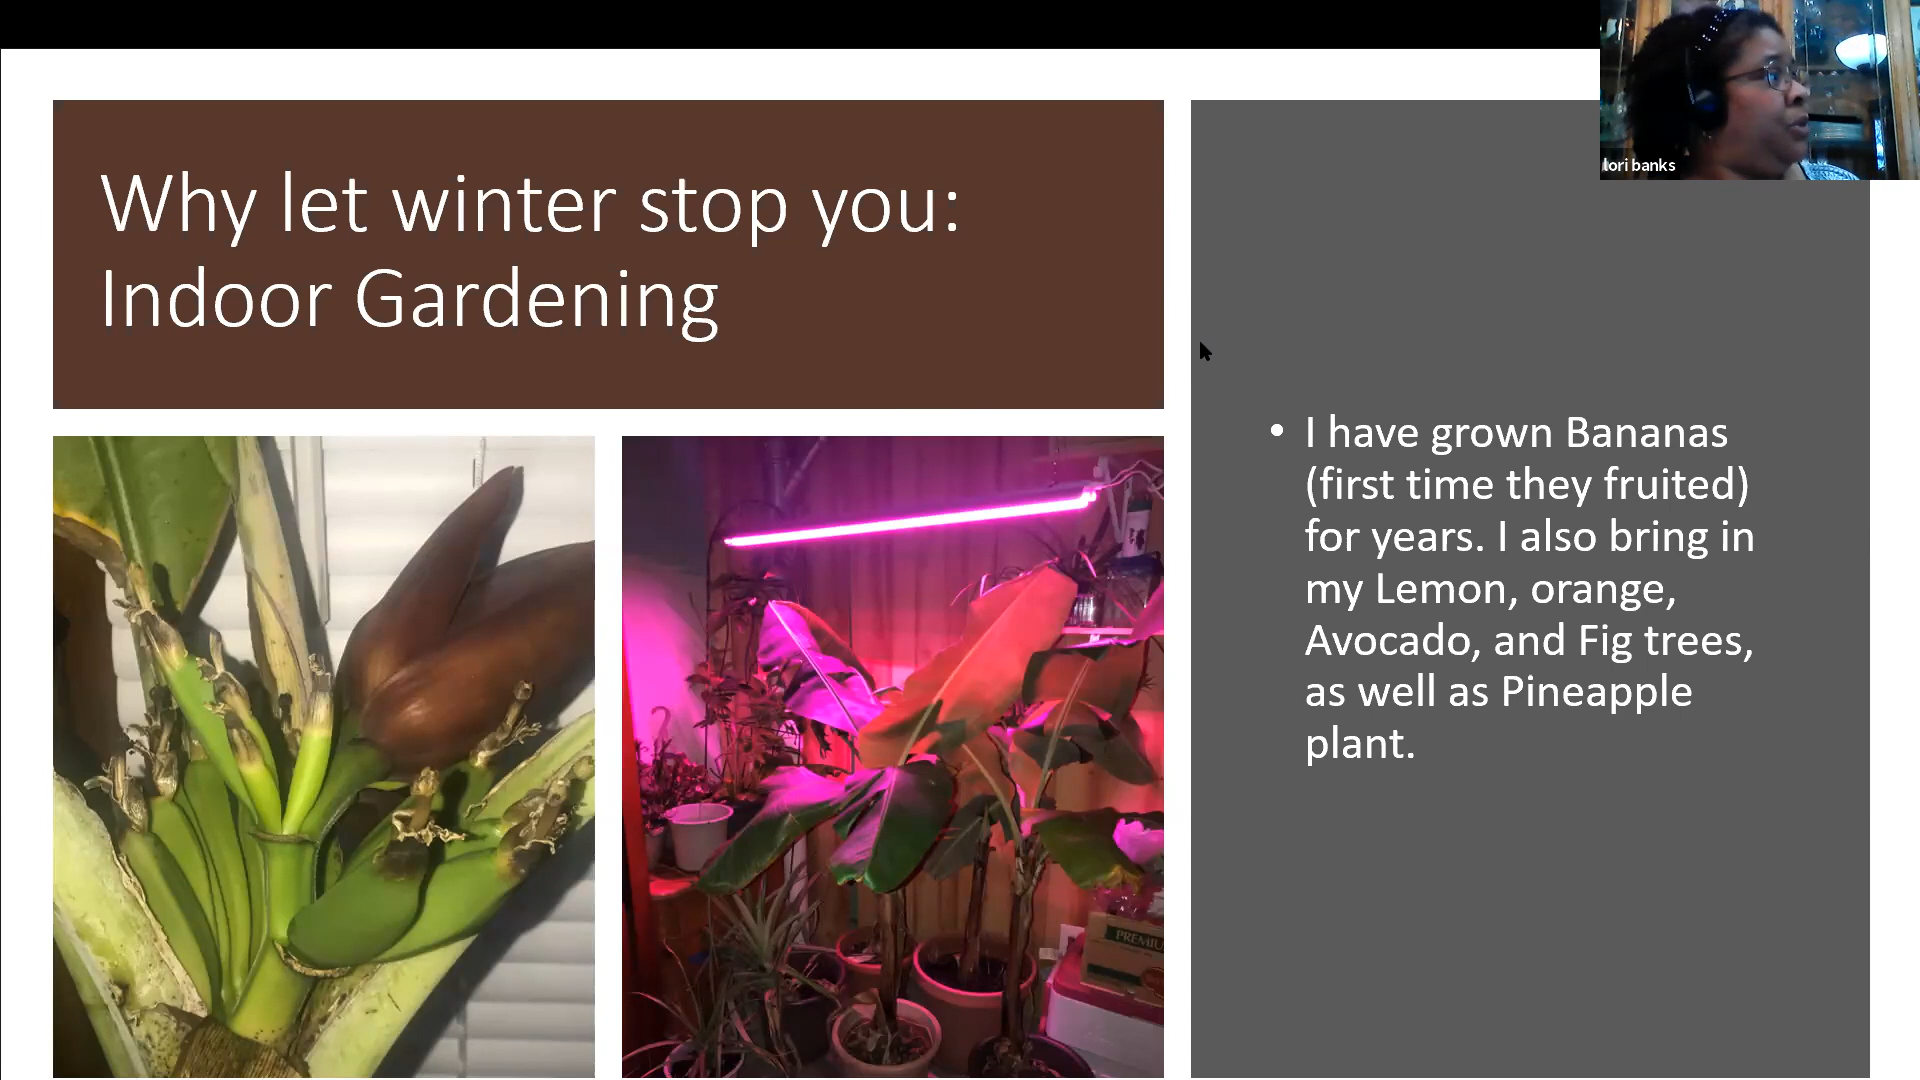 lori banks
Why let winter stop you:
Indoor Gardening
• I have grown Bananas
(first time they fruited)
for years. I also bring in
my Lemon, orange,
Avocado, and Fig trees,
as well as Pineapple
plant.
PREMIU